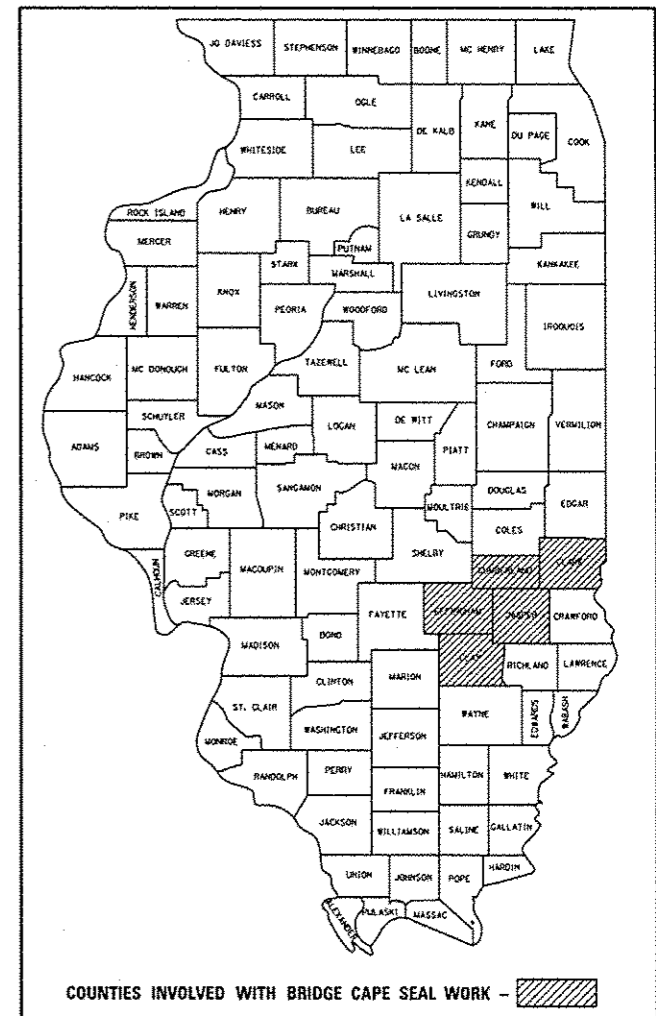 JO DAVIESS STEPHENSON WINNEBAGO BOONE MC HENRY LAKE
CARROLL OGLE
DE KALB KANE DU PAGE COOK
WHITESIDE LEE
KENDALL WILL
ROCK ISLAND HENRY BUREAU LA SALLE GRUNDY
MERCER PUTNAM
STARK MARSHALL KANKAKEE
HENDERSON WARREN KNOX PEORIA WOODFORD LIVINGSTON IROQUOIS
HANCOCK MC DONOUGH FULTON TAZEWELL MC LEAN FORD
SCHUYLER MASON LOGAN DE WITT CHAMPAIGN VERMILION
ADAMS BROWN CASS MENARD MACON PIATT
PIKE SCOTT MORGAN SANGAMON CHRISTIAN MOULTRIE DOUGLAS EDGAR
COLES
CALHOUN GREENE MACOUPIN MONTGOMERY SHELBY CUMBERLAND CLARK
JERSEY FAYETTE EFFINGHAM JASPER CRAWFORD
MADISON BOND CLAY RICHLAND LAWRENCE
CLINTON MARION
ST. CLAIR WAYNE EDWARDS WABASH
MONROE WASHINGTON JEFFERSON
RANDOLPH PERRY FRANKLIN HAMILTON WHITE
JACKSON WILLIAMSON SALINE GALLATIN
UNION JOHNSON POPE HARDIN
ALEXANDER PULASKI MASSAC
COUNTIES INVOLVED WITH BRIDGE CAPE SEAL WORK -